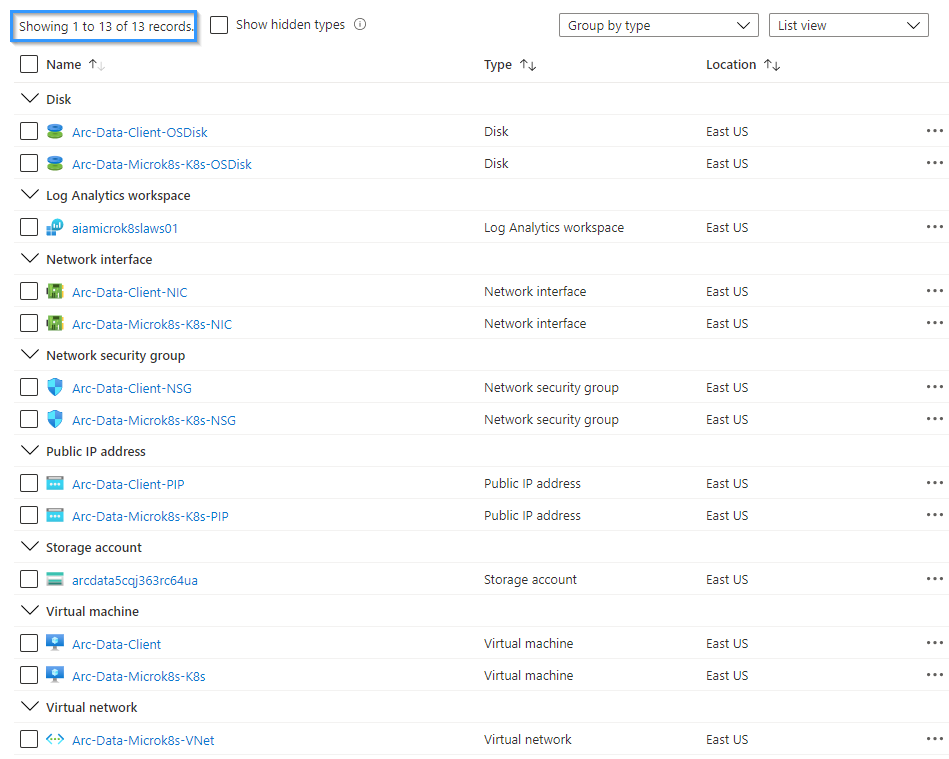 Showing 1 to 13 of 13 records. Show hidden types Group by type List view
Name Type Location
Disk
Arc-Data-Client-OSDisk Disk East US
Arc-Data-Microk8s-K8s-OSDisk Disk East US
Log Analytics workspace
aiamicrok8slaws01 Log Analytics workspace East US
Network interface
Arc-Data-Client-NIC Network interface East US
Arc-Data-Microk8s-K8s-NIC Network interface East US
Network security group
Arc-Data-Client-NSG Network security group East US
Arc-Data-Microk8s-K8s-NSG Network security group East US
Public IP address
Arc-Data-Client-PIP Public IP address East US
Arc-Data-Microk8s-K8s-PIP Public IP address East US
Storage account
arcdata5cqj363rc64ua Storage account East US
Virtual machine
Arc-Data-Client Virtual machine East US
Arc-Data-Microk8s-K8s Virtual machine East US
Virtual network
Arc-Data-Microk8s-VNet Virtual network East US